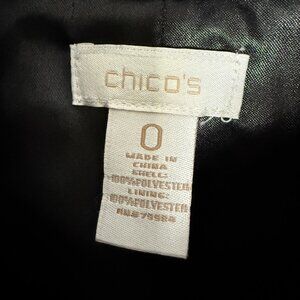 chico's
0
MADE IN
CHINA
SHELL:
100%POLYESTER
LINING:
100%POLYESTER